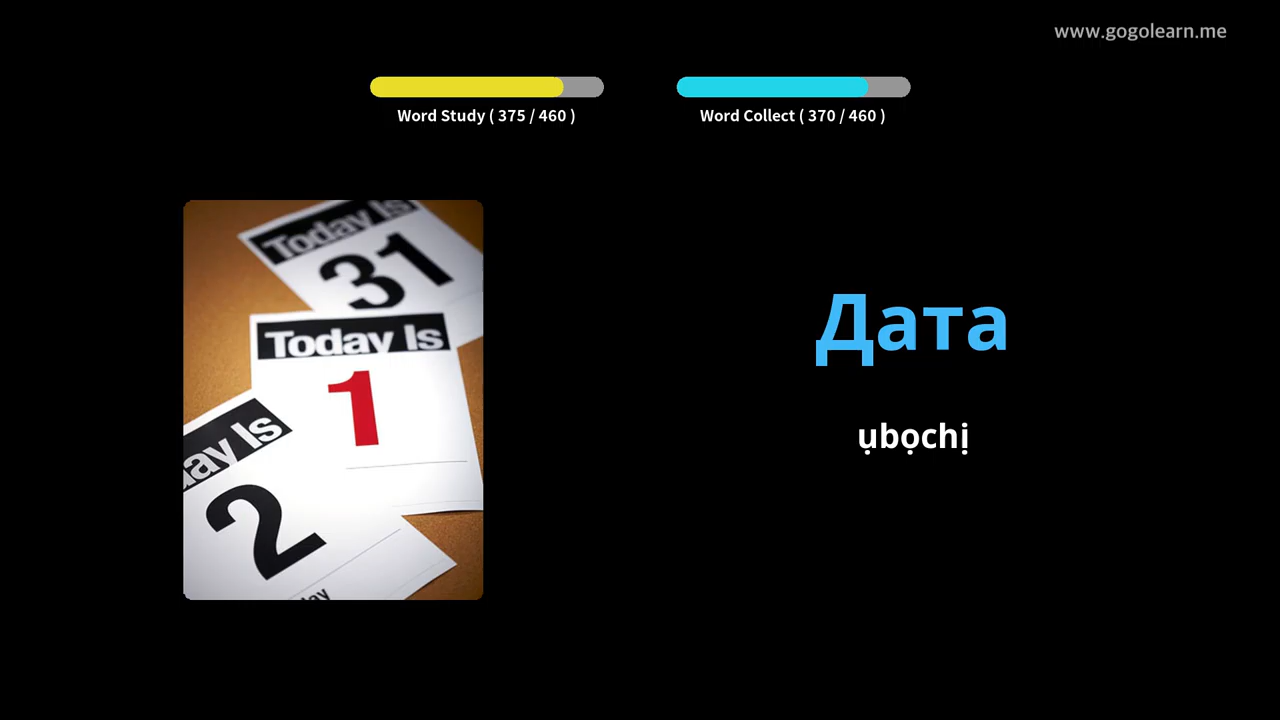 www.gogolearn.me
Word Study ( 375 / 460 )
Word Collect ( 370 / 460 )
Today Is
31
Today Is
1
day Is
2
day
Дата
ụbọchị